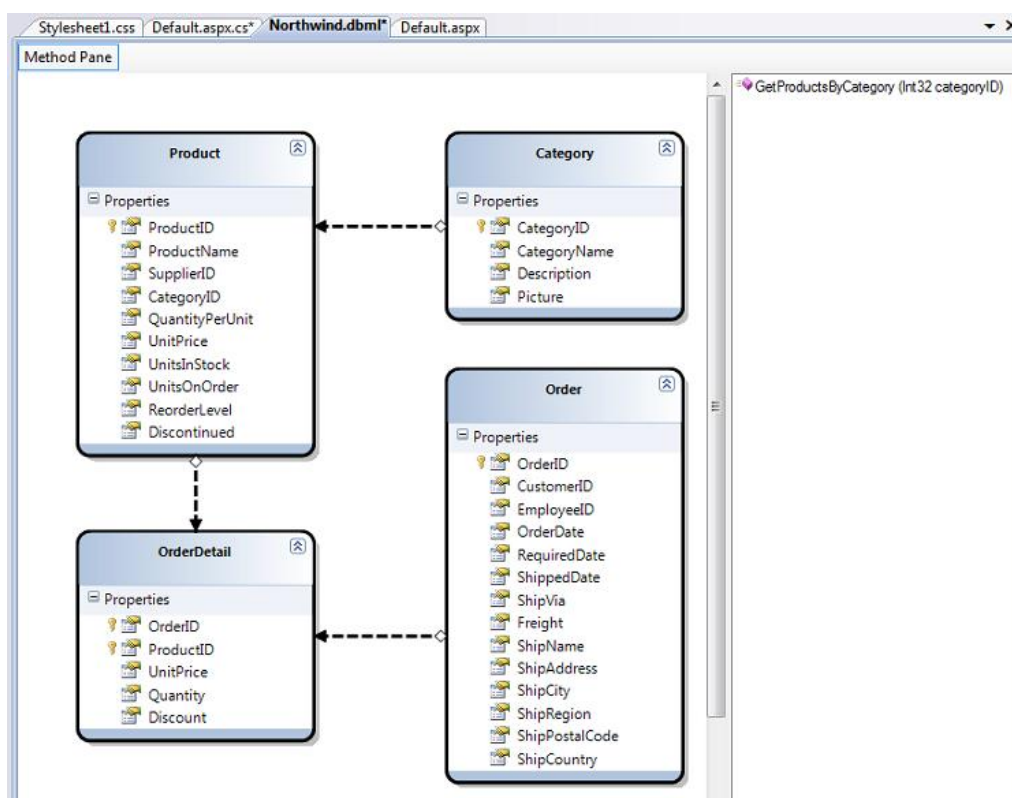 Stylesheet1.css Default.aspx.cs* Northwind.dbml* Default.aspx
Method Pane
GetProductsByCategory (Int32 categoryID)
Product
Properties
ProductID
ProductName
SupplierID
CategoryID
QuantityPerUnit
UnitPrice
UnitsInStock
UnitsOnOrder
ReorderLevel
Discontinued
Category
Properties
CategoryID
CategoryName
Description
Picture
OrderDetail
Properties
OrderID
ProductID
UnitPrice
Quantity
Discount
Order
Properties
OrderID
CustomerID
EmployeeID
OrderDate
RequiredDate
ShippedDate
ShipVia
Freight
ShipName
ShipAddress
ShipCity
ShipRegion
ShipPostalCode
ShipCountry